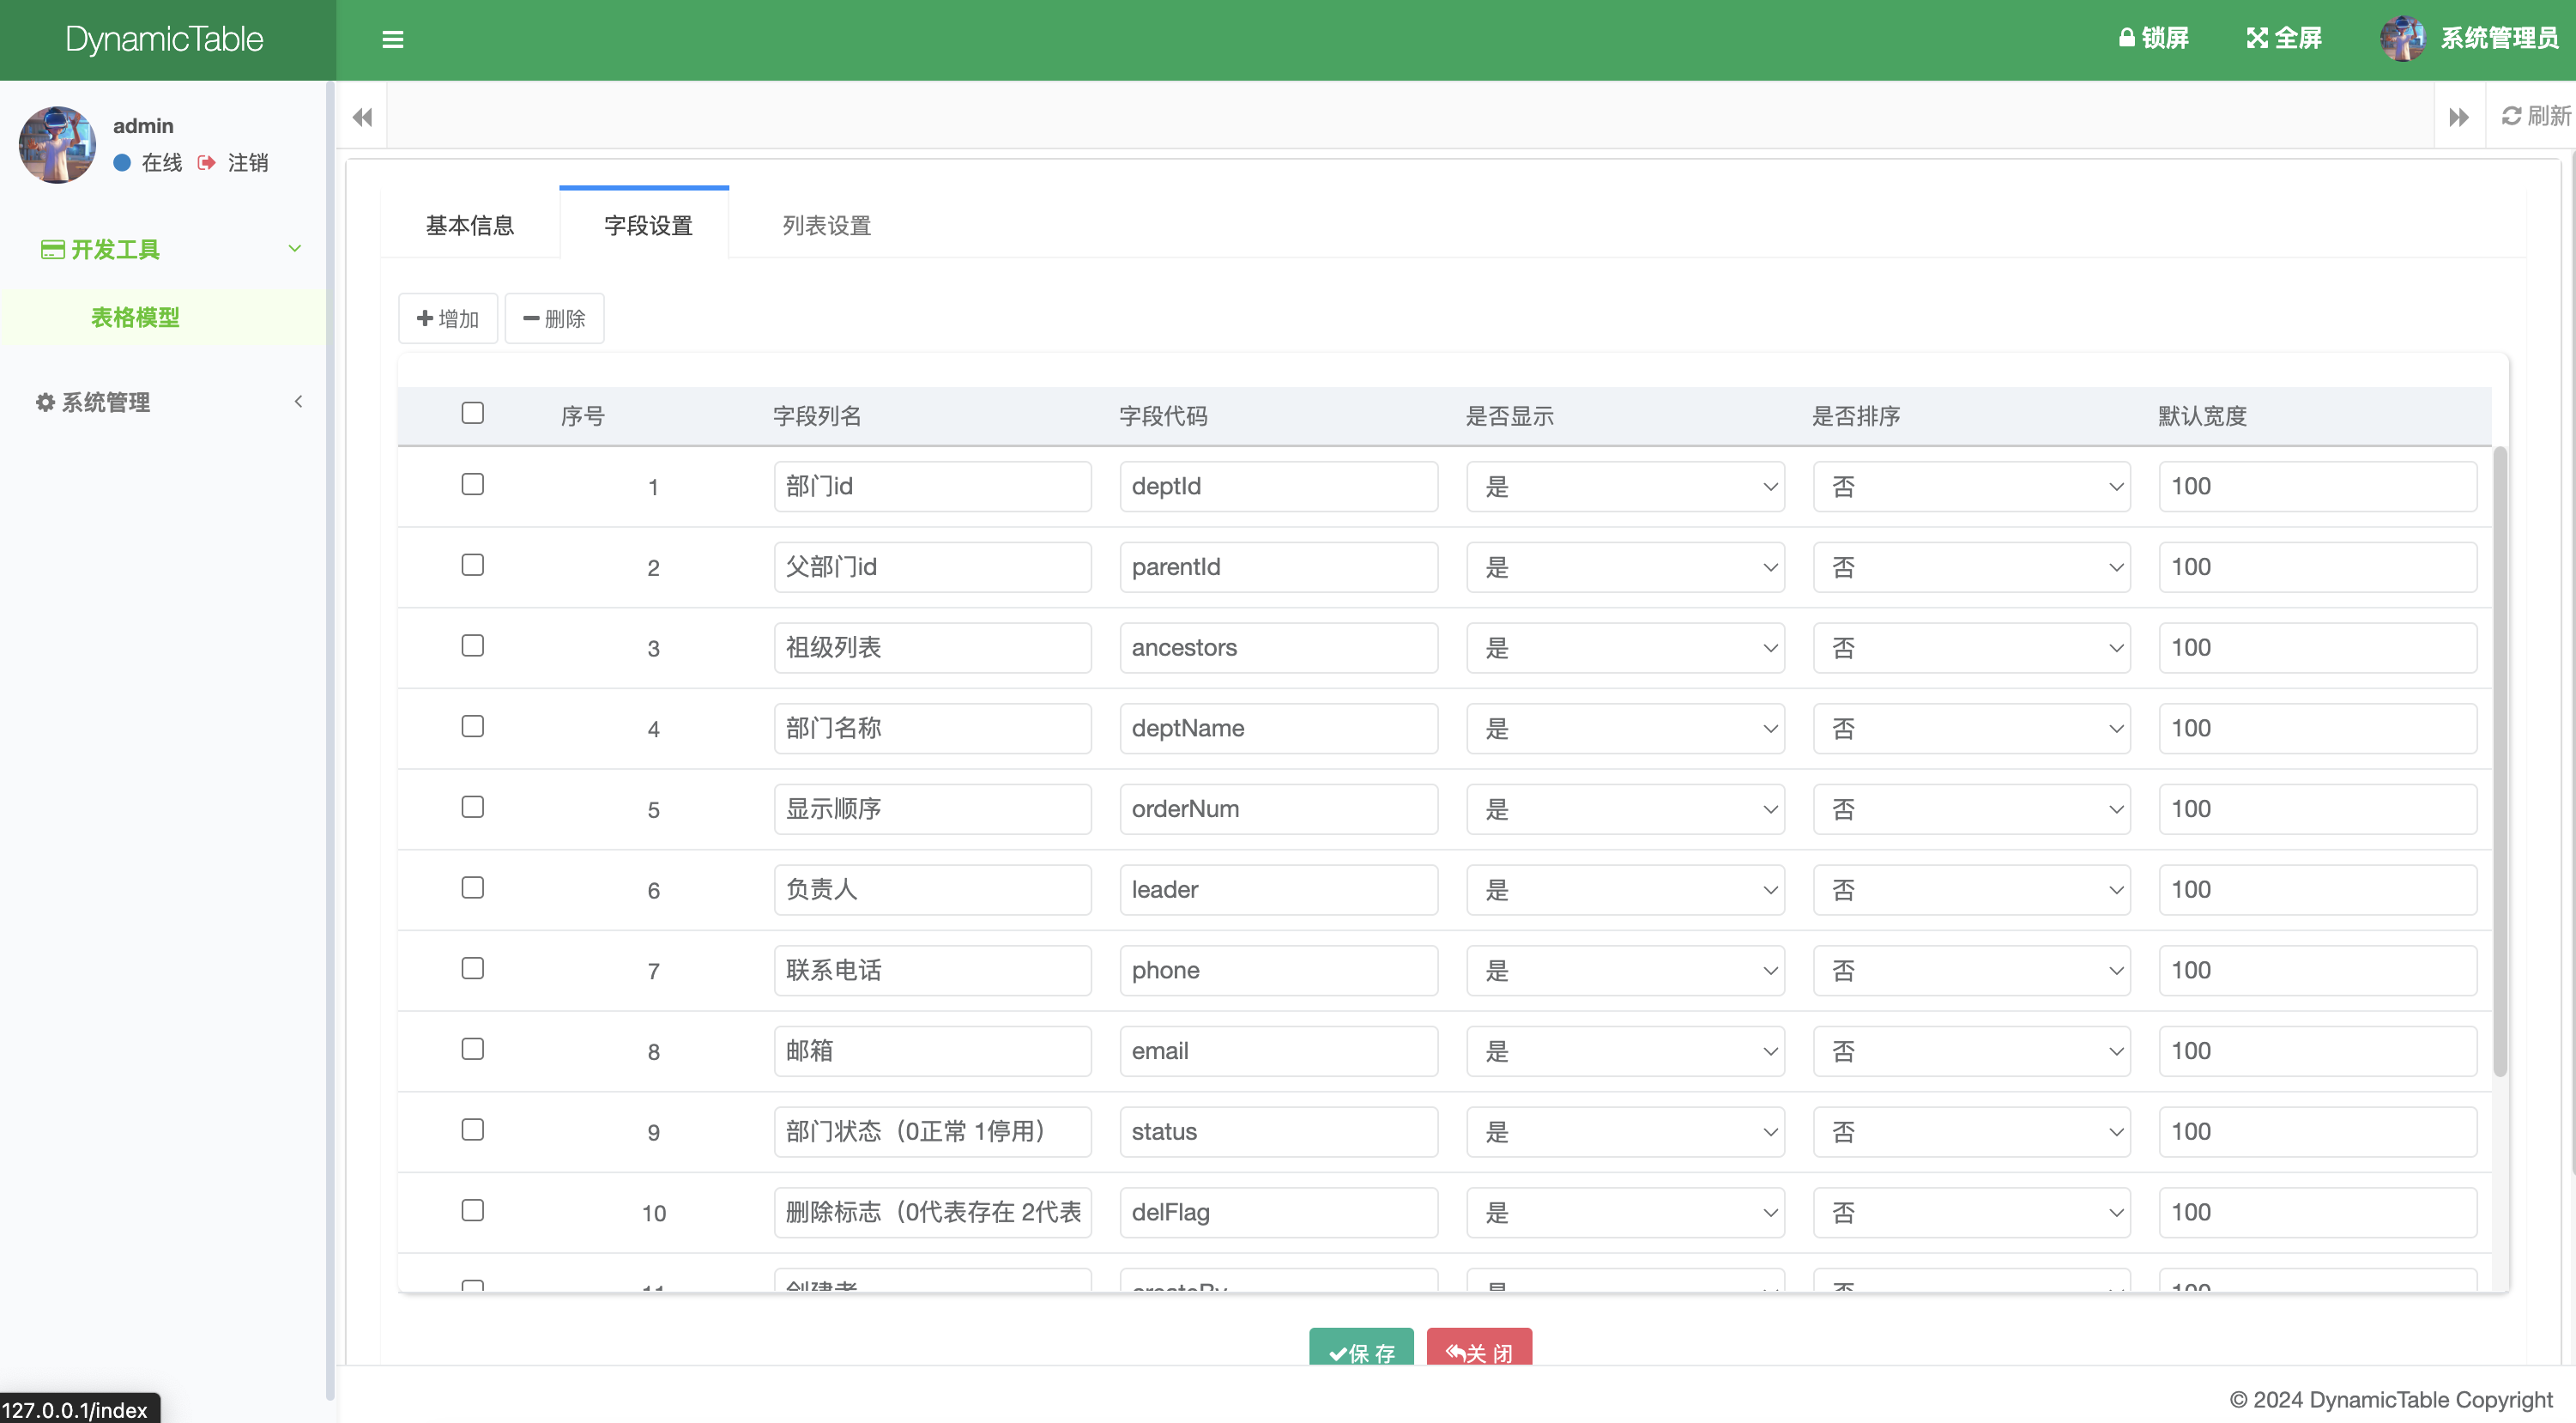 DynamicTable
锁屏 全屏 系统管理员
admin
在线 注销
刷新
开发工具
表格模型
系统管理
基本信息 字段设置 列表设置
增加 删除
序号 字段列名 字段代码 是否显示 是否排序 默认宽度
1 部门id deptId 是 否 100
2 父部门id parentId 是 否 100
3 祖级列表 ancestors 是 否 100
4 部门名称 deptName 是 否 100
5 显示顺序 orderNum 是 否 100
6 负责人 leader 是 否 100
7 联系电话 phone 是 否 100
8 邮箱 email 是 否 100
9 部门状态（0正常 1停用） status 是 否 100
10 删除标志（0代表存在 2代表 delFlag 是 否 100
11 创建者 createBy 是 否 100
保 存 关 闭
© 2024 DynamicTable Copyright
127.0.0.1/index